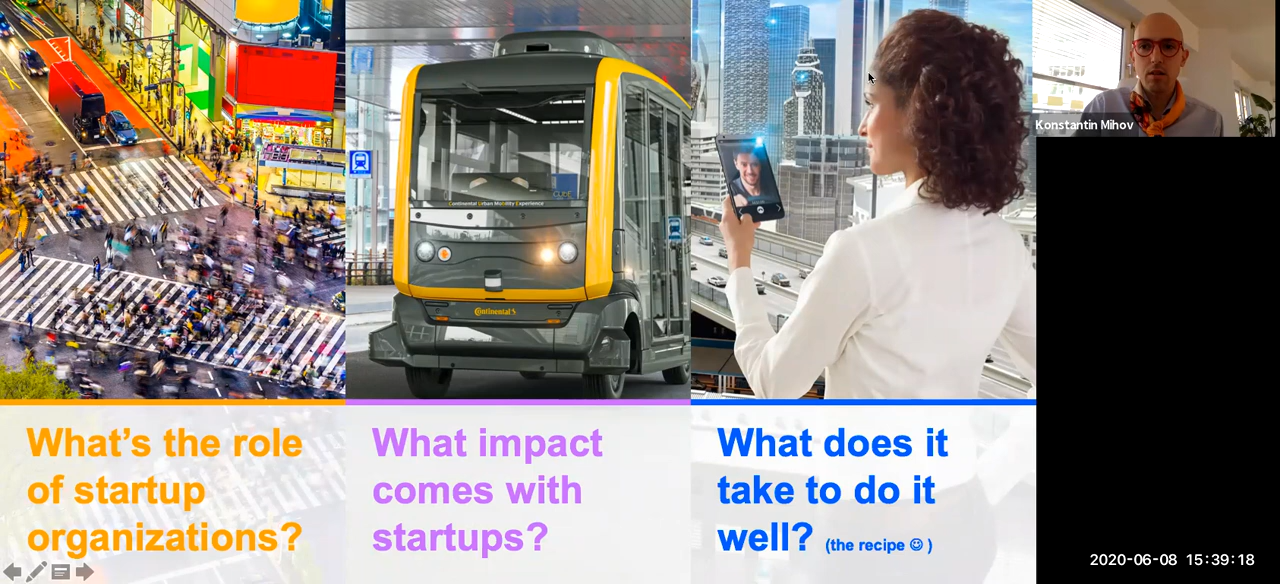 CUbE
Continental Urban Mobility Experience
Continental
Konstantin Mihov
What’s the role
of startup
organizations?
What impact
comes with
startups?
What does it
take to do it
well? (the recipe ☺ )
2020-06-08 15:39:18